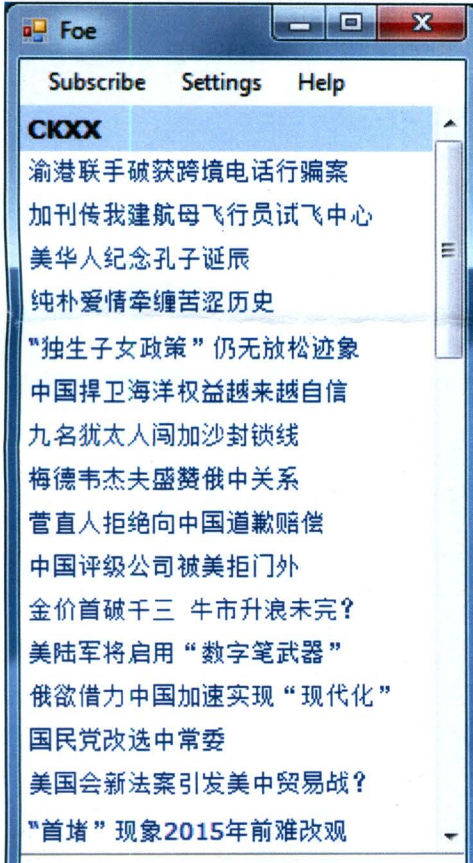 Foe
Subscribe Settings Help
CKXX
渝港联手破获跨境电话行骗案
加刊传我建航母飞行员试飞中心
美华人纪念孔子诞辰
纯朴爱情牵缠苦涩历史
“独生子女政策”仍无放松迹象
中国捍卫海洋权益越来越自信
九名犹太人闯加沙封锁线
梅德韦杰夫盛赞俄中关系
菅直人拒绝向中国道歉赔偿
中国评级公司被美拒门外
金价首破千三 牛市升浪未完?
美陆军将启用“数字笔武器”
俄欲借力中国加速实现“现代化”
国民党改选中常委
美国会新法案引发美中贸易战?
“首堵”现象2015年前难改观